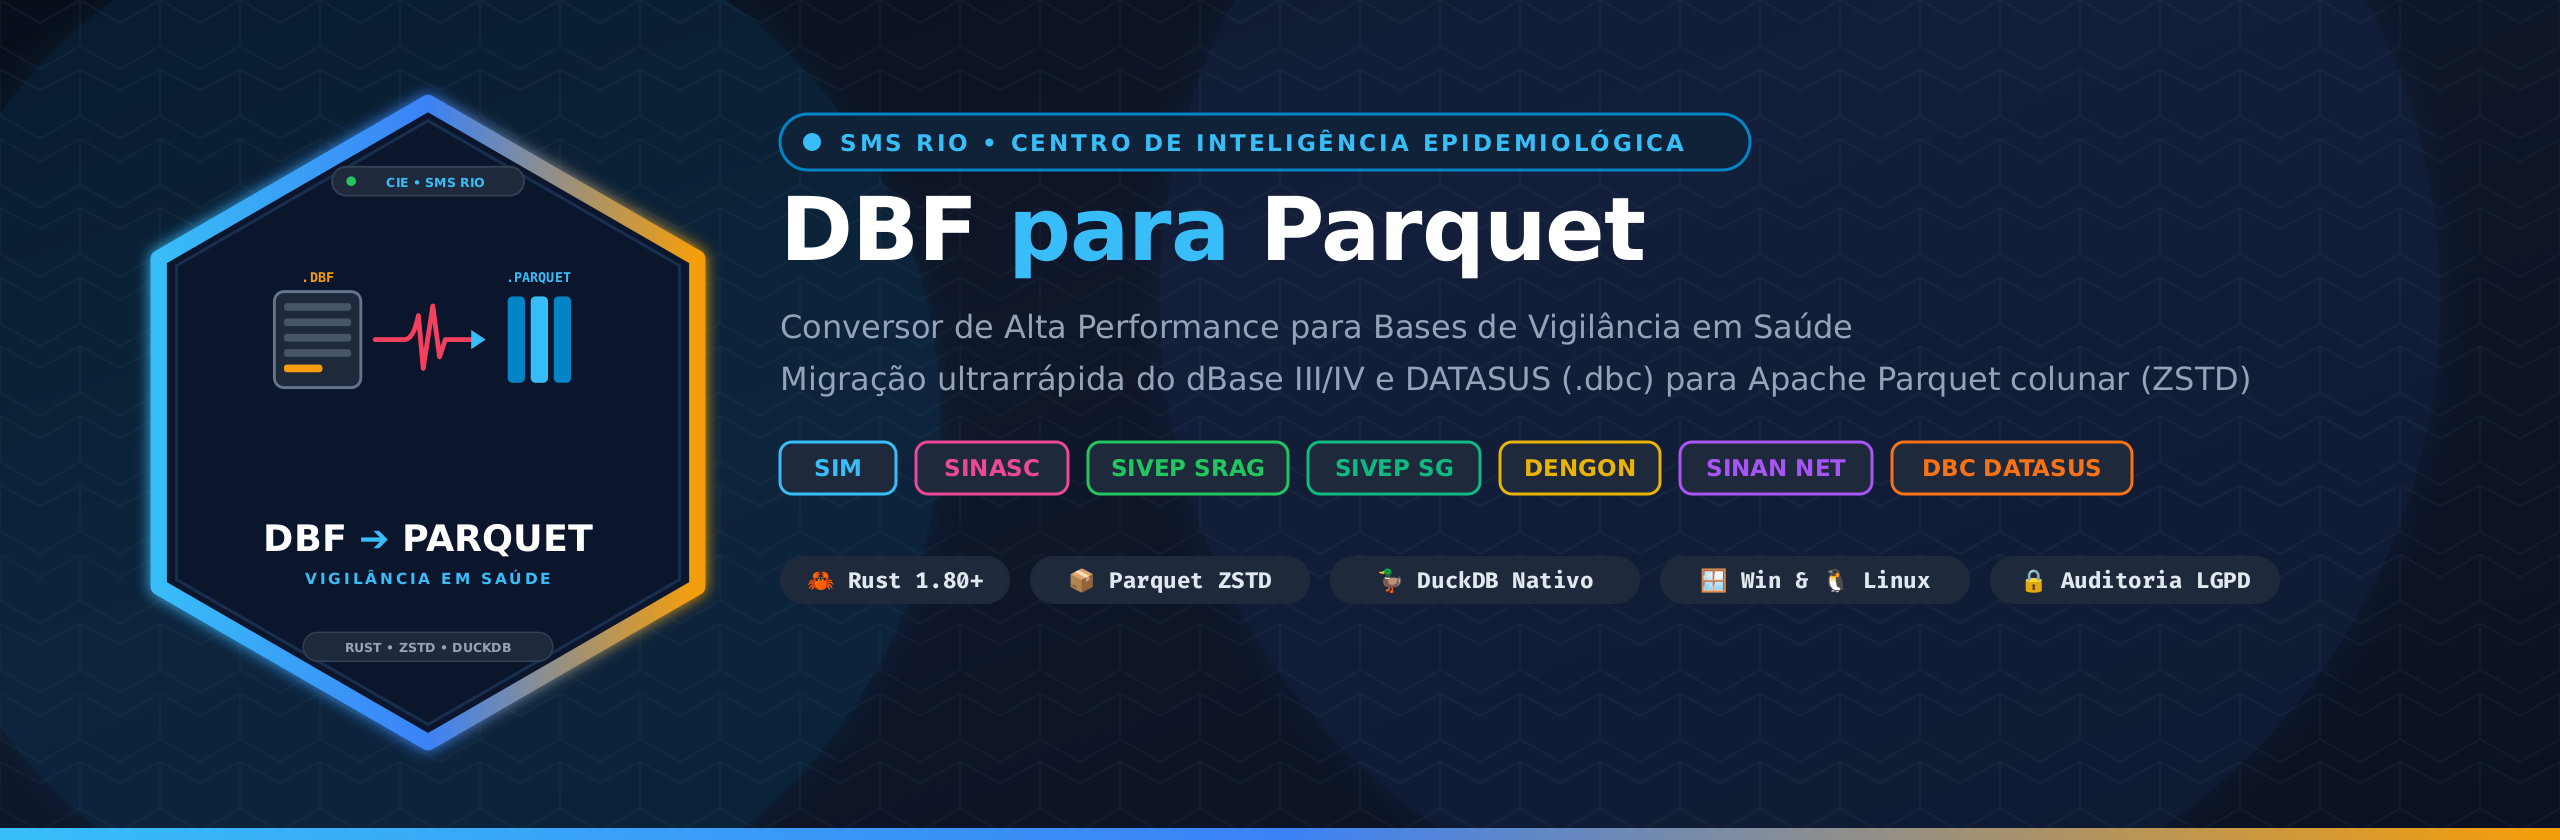 CIE • SMS RIO
.DBF
.PARQUET
DBF ➔ PARQUET
VIGILÂNCIA EM SAÚDE
RUST • ZSTD • DUCKDB
SMS RIO • CENTRO DE INTELIGÊNCIA EPIDEMIOLÓGICA
DBF para Parquet
Conversor de Alta Performance para Bases de Vigilância em Saúde
Migração ultrarrápida do dBase III/IV e DATASUS (.dbc) para Apache Parquet colunar (ZSTD)
SIM SINASC SIVEP SRAG SIVEP SG DENGON SINAN NET DBC DATASUS
🦀 Rust 1.80+ 📦 Parquet ZSTD 🦆 DuckDB Nativo 🪟 Win & 🐧 Linux 🔒 Auditoria LGPD